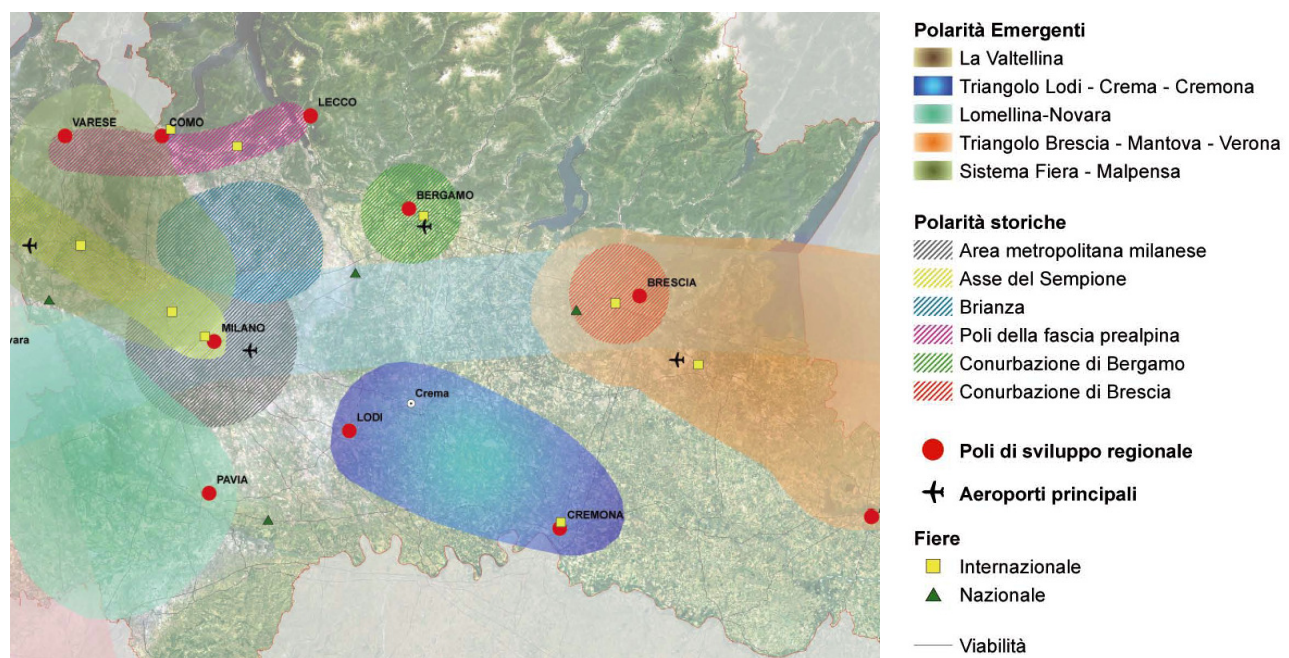 LECCO
VARESE
COMO
BERGAMO
BRESCIA
MILANO
vara
Crema
LODI
PAVIA
CREMONA
Polarità Emergenti
La Valtellina
Triangolo Lodi - Crema - Cremona
Lomellina-Novara
Triangolo Brescia - Mantova - Verona
Sistema Fiera - Malpensa
Polarità storiche
Area metropolitana milanese
Asse del Sempione
Brianza
Poli della fascia prealpina
Conurbazione di Bergamo
Conurbazione di Brescia
Poli di sviluppo regionale
Aeroporti principali
Fiere
Internazionale
Nazionale
Viabilità